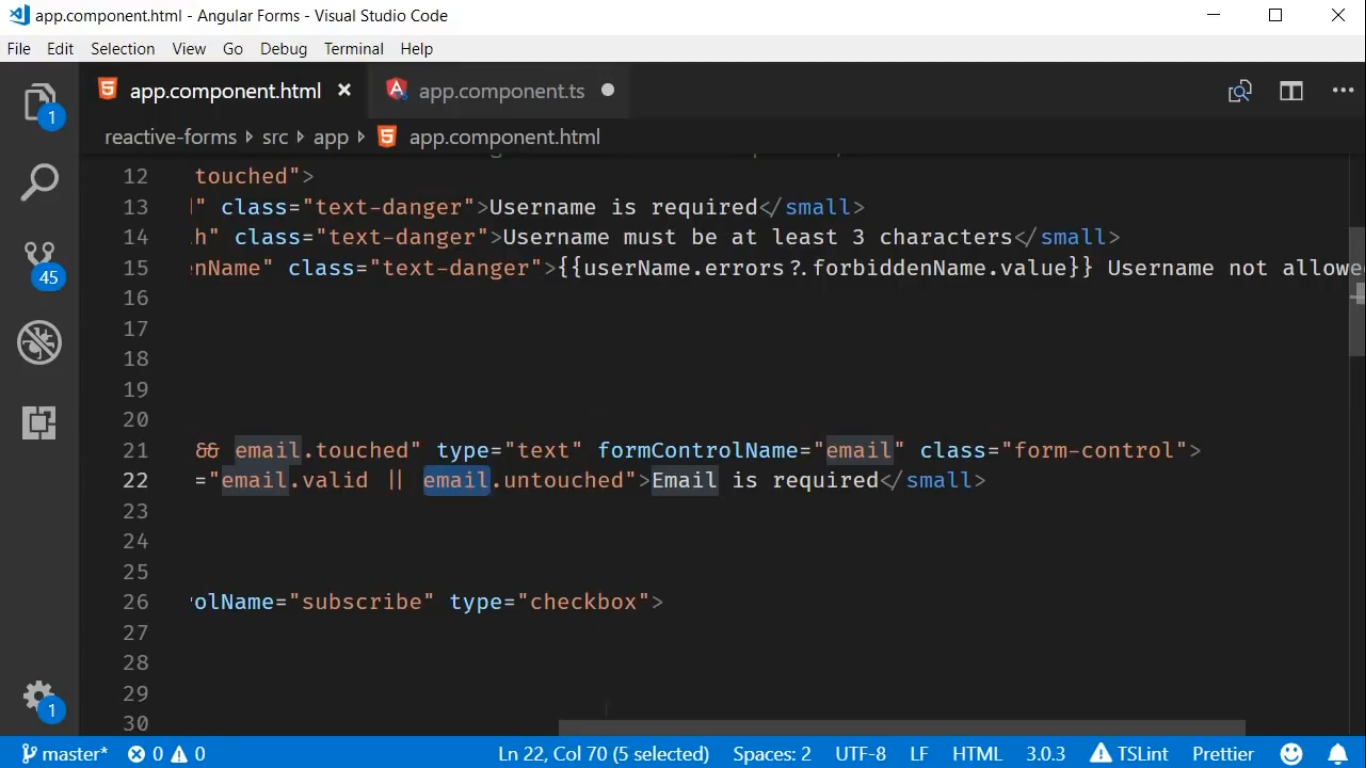 app.component.html - Angular Forms - Visual Studio Code
File Edit Selection View Go Debug Terminal Help
app.component.html app.component.ts
reactive-forms src app app.component.html
12 touched">
13 " class="text-danger">Username is required</small>
14 h" class="text-danger">Username must be at least 3 characters</small>
15 enName" class="text-danger">{{userName.errors?.forbiddenName.value}} Username not allowe
16
17
18
19
20
21 && email.touched" type="text" formControlName="email" class="form-control">
22 ="email.valid || email.untouched">Email is required</small>
23
24
25
26 rolName="subscribe" type="checkbox">
27
28
29
30
1
45
1
master* 0 0 Ln 22, Col 70 (5 selected) Spaces: 2 UTF-8 LF HTML 3.0.3 TSLint Prettier